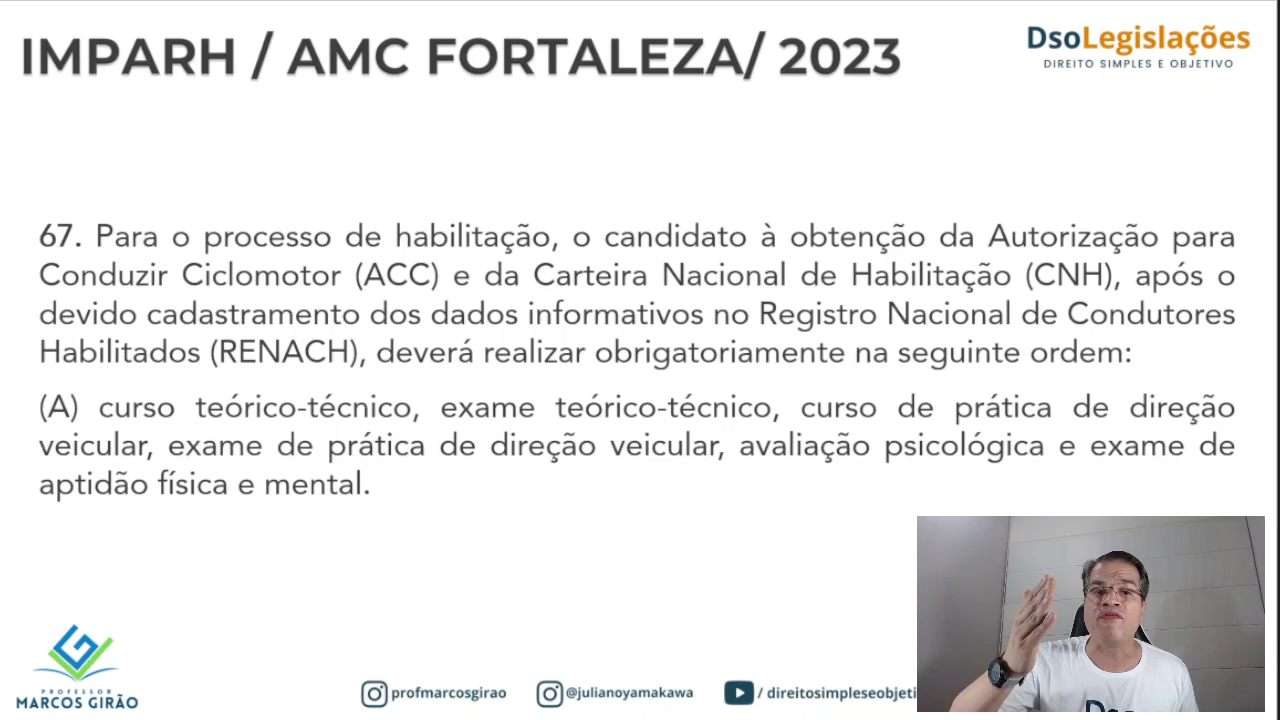 IMPARH / AMC FORTALEZA/ 2023
DsoLegislações
DIREITO SIMPLES E OBJETIVO
67. Para o processo de habilitação, o candidato à obtenção da Autorização para
Conduzir Ciclomotor (ACC) e da Carteira Nacional de Habilitação (CNH), após o
devido cadastramento dos dados informativos no Registro Nacional de Condutores
Habilitados (RENACH), deverá realizar obrigatoriamente na seguinte ordem:
(A) curso teórico-técnico, exame teórico-técnico, curso de prática de direção
veicular, exame de prática de direção veicular, avaliação psicológica e exame de
aptidão física e mental.
PROFESSOR
MARCOS GIRÃO
profmarcosgirao
@julianoyamakawa
/ direitosimpleseobjeti